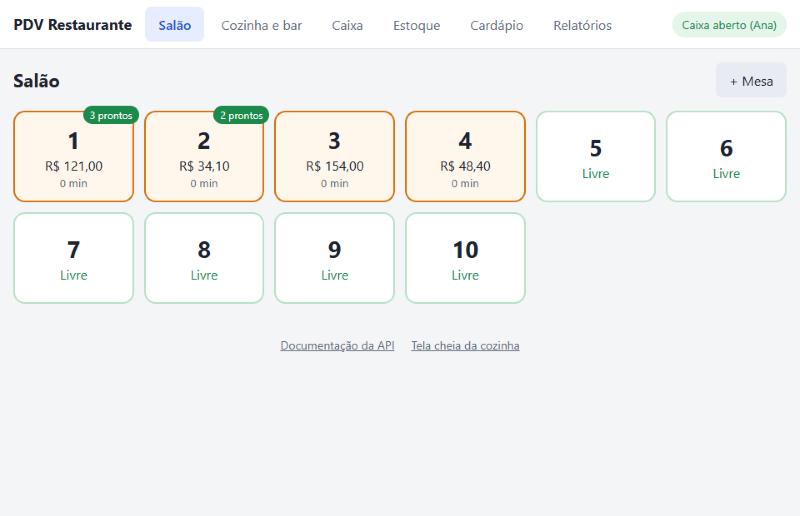 PDV Restaurante Salão Cozinha e bar Caixa Estoque Cardápio Relatórios Caixa aberto (Ana)
Salão + Mesa
3 prontos 2 prontos
1 2 3 4 5 6
R$ 121,00 R$ 34,10 R$ 154,00 R$ 48,40 Livre Livre
0 min 0 min 0 min 0 min
7 8 9 10
Livre Livre Livre Livre
Documentação da API Tela cheia da cozinha